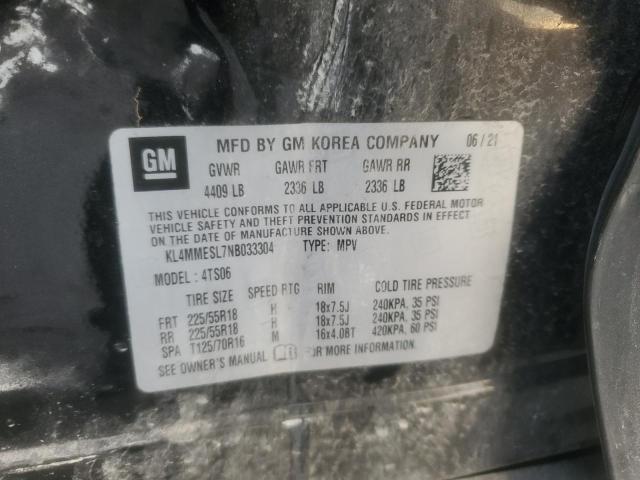 GM MFD BY GM KOREA COMPANY 06/21
GVWR GAWR FRT GAWR RR
4409 LB 2336 LB 2336 LB
THIS VEHICLE CONFORMS TO ALL APPLICABLE U.S. FEDERAL MOTOR
VEHICLE SAFETY AND THEFT PREVENTION STANDARDS IN EFFECT
ON THE DATE OF MANUFACTURE SHOWN ABOVE.
KL4MMESL7NB033304 TYPE: MPV
MODEL: 4TS06
TIRE SIZE SPEED RTG RIM COLD TIRE PRESSURE
FRT 225/55R18 H 18x7.5J 240KPA, 35 PSI
RR 225/55R18 H 18x7.5J 240KPA, 35 PSI
SPA T125/70R16 M 16x4.0BT 420KPA, 60 PSI
SEE OWNER'S MANUAL FOR MORE INFORMATION.